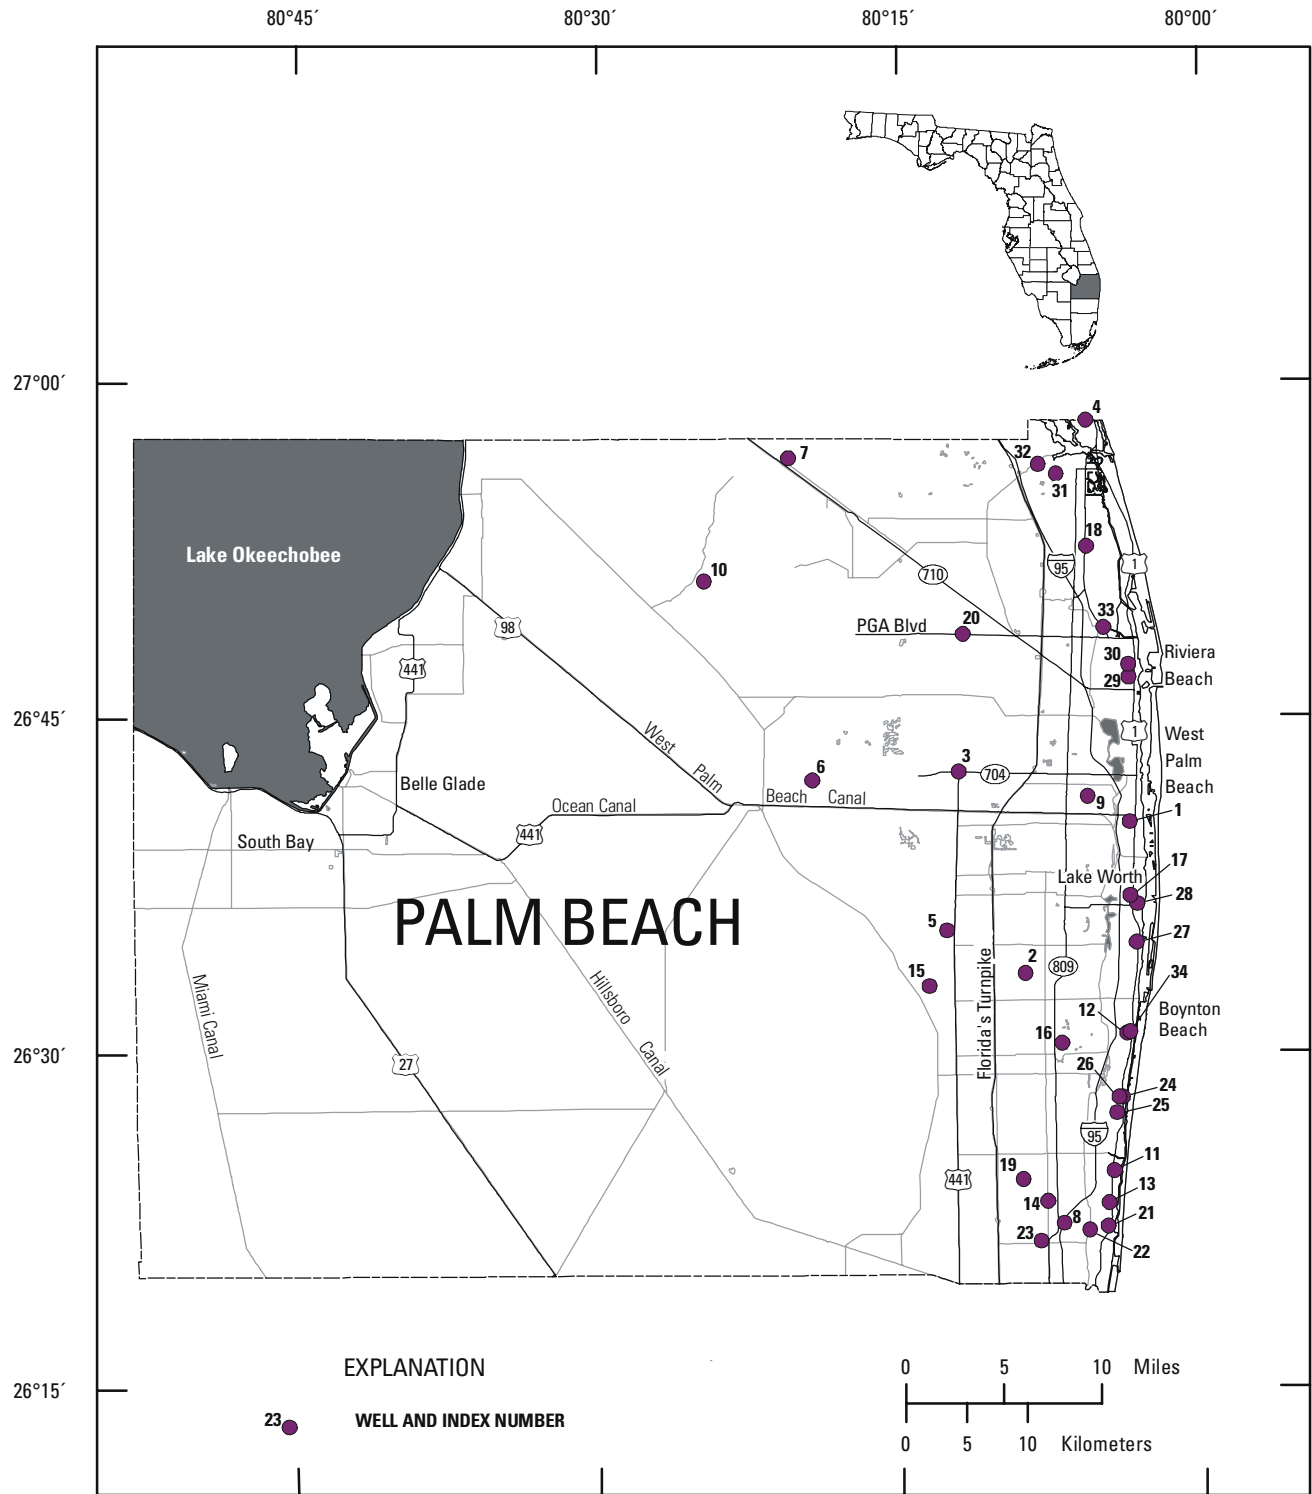 80°45´ 80°30´ 80°15´ 80°00´
27°00´
4
7
32
31
Lake Okeechobee
18
10
710
95
1
98
PGA Blvd
20
33
441
30
Riviera
29
Beach
26°45´
West
1
West
Palm
3
704
Palm
6
Belle Glade
Beach Canal
9
Beach
Ocean Canal
1
441
South Bay
17
Lake Worth
28
PALM BEACH
5
27
2
809
34
15
Miami Canal
Hillsboro
Florida's Turnpike
12
Boynton
Beach
16
26°30´
27
Canal
26
24
25
95
11
441
19
13
14
8
21
23
22
EXPLANATION
0 5 10 Miles
26°15´
23
WELL AND INDEX NUMBER
0 5 10 Kilometers